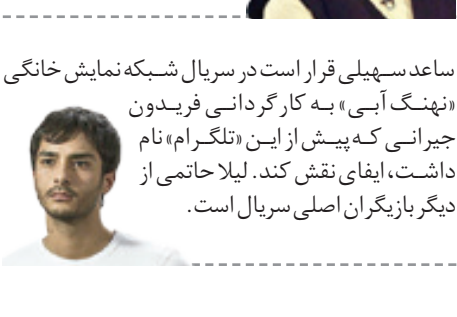 ساعد سهیلی قرار است در سریال شبکه نمایش خانگی
«نهنگ آبی» به کارگردانی فریدون
جیرانی که پیش از این «تلگرام» نام
داشت، ایفای نقش کند. لیلا حاتمی از
دیگر بازیگران اصلی سریال است.